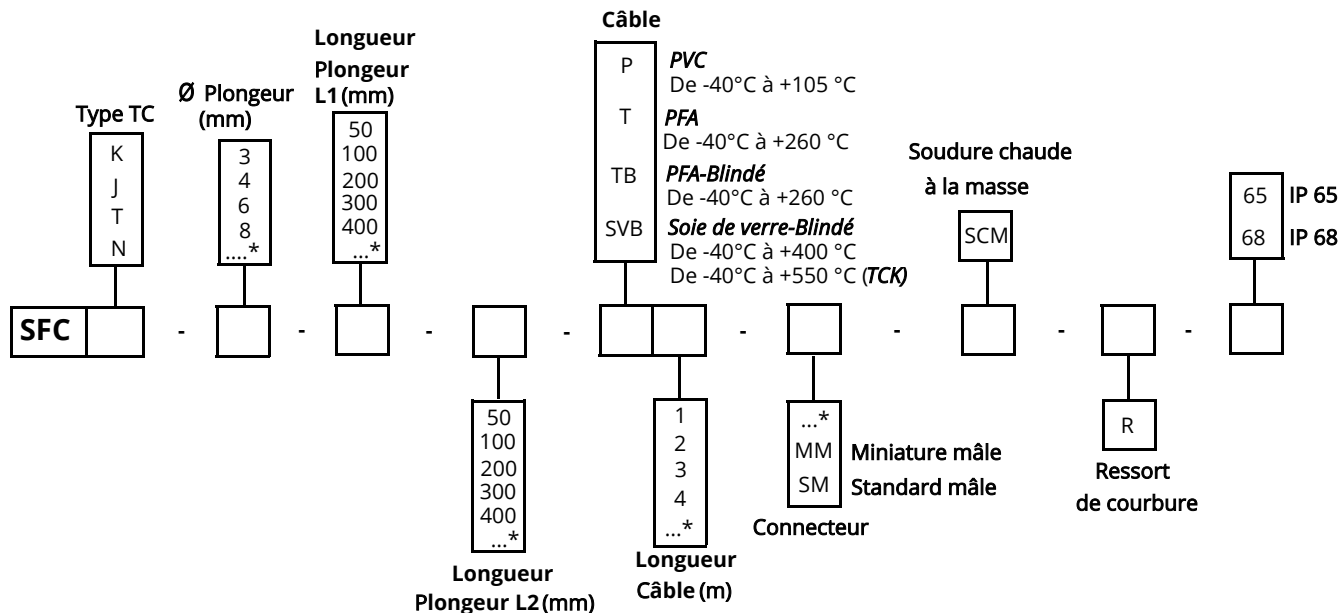 Câble
P
PVC
De -40°C à +105 °C
T
PFA
De -40°C à +260 °C
TB
PFA-Blindé
De -40°C à +260 °C
SVB
Soie de verre-Blindé
De -40°C à +400 °C
De -40°C à +550 °C (TCK)
Longueur
Plongeur
L1 (mm)
50
100
200
300
400
...*
Ø Plongeur
(mm)
3
4
6
8
....*
Type TC
K
J
T
N
Soudure chaude
à la masse
SCM
65 IP 65
68 IP 68
SFC - - - - - - - -
50
100
200
300
400
...*
Longueur
Plongeur L2 (mm)
1
2
3
4
...*
Longueur
Câble (m)
...*
MM Miniature mâle
SM Standard mâle
Connecteur
R
Ressort
de courbure